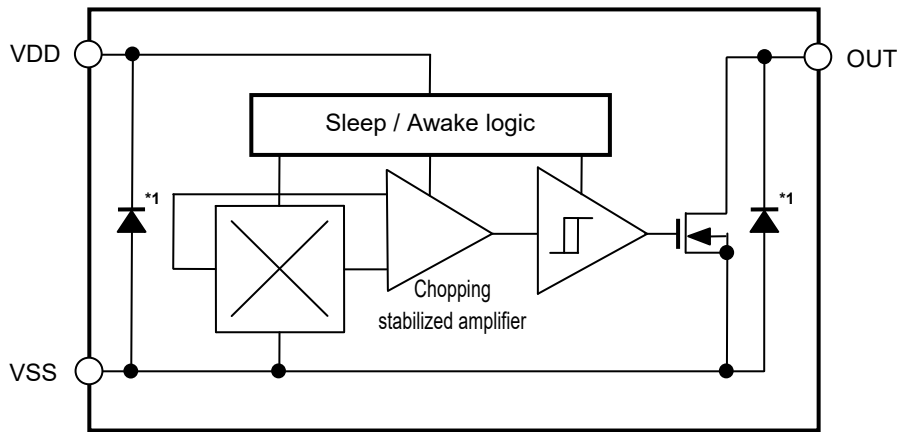 VDD
OUT
Sleep / Awake logic
*1
*1
Chopping
stabilized amplifier
VSS